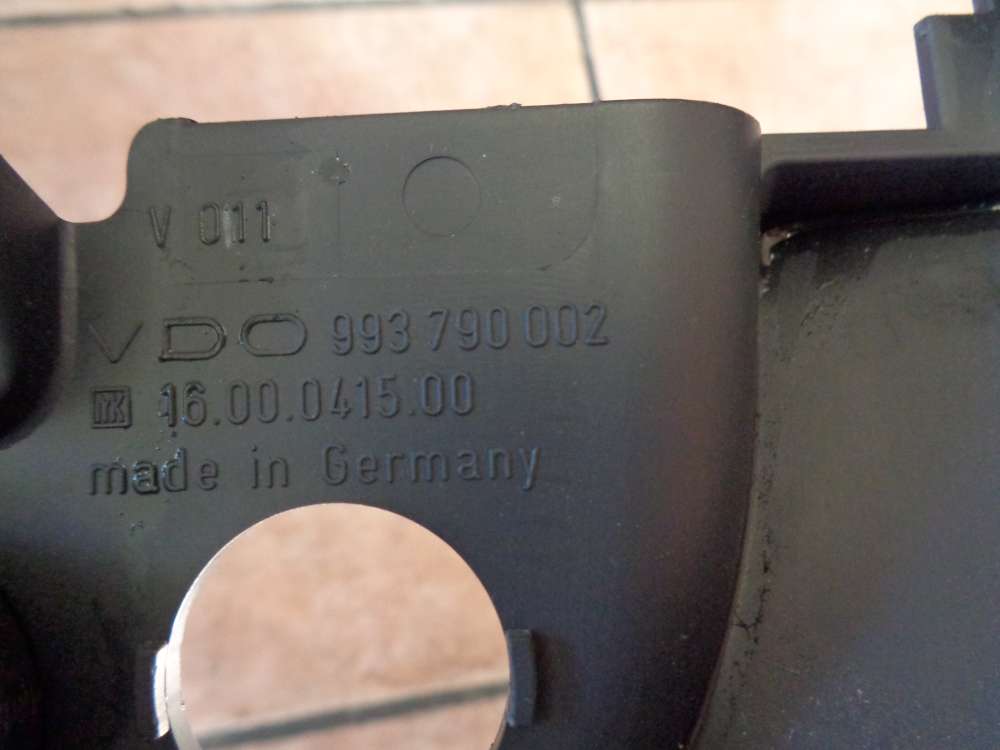 V 011
VDO 993 790 002
16.00.0415.00
made in Germany